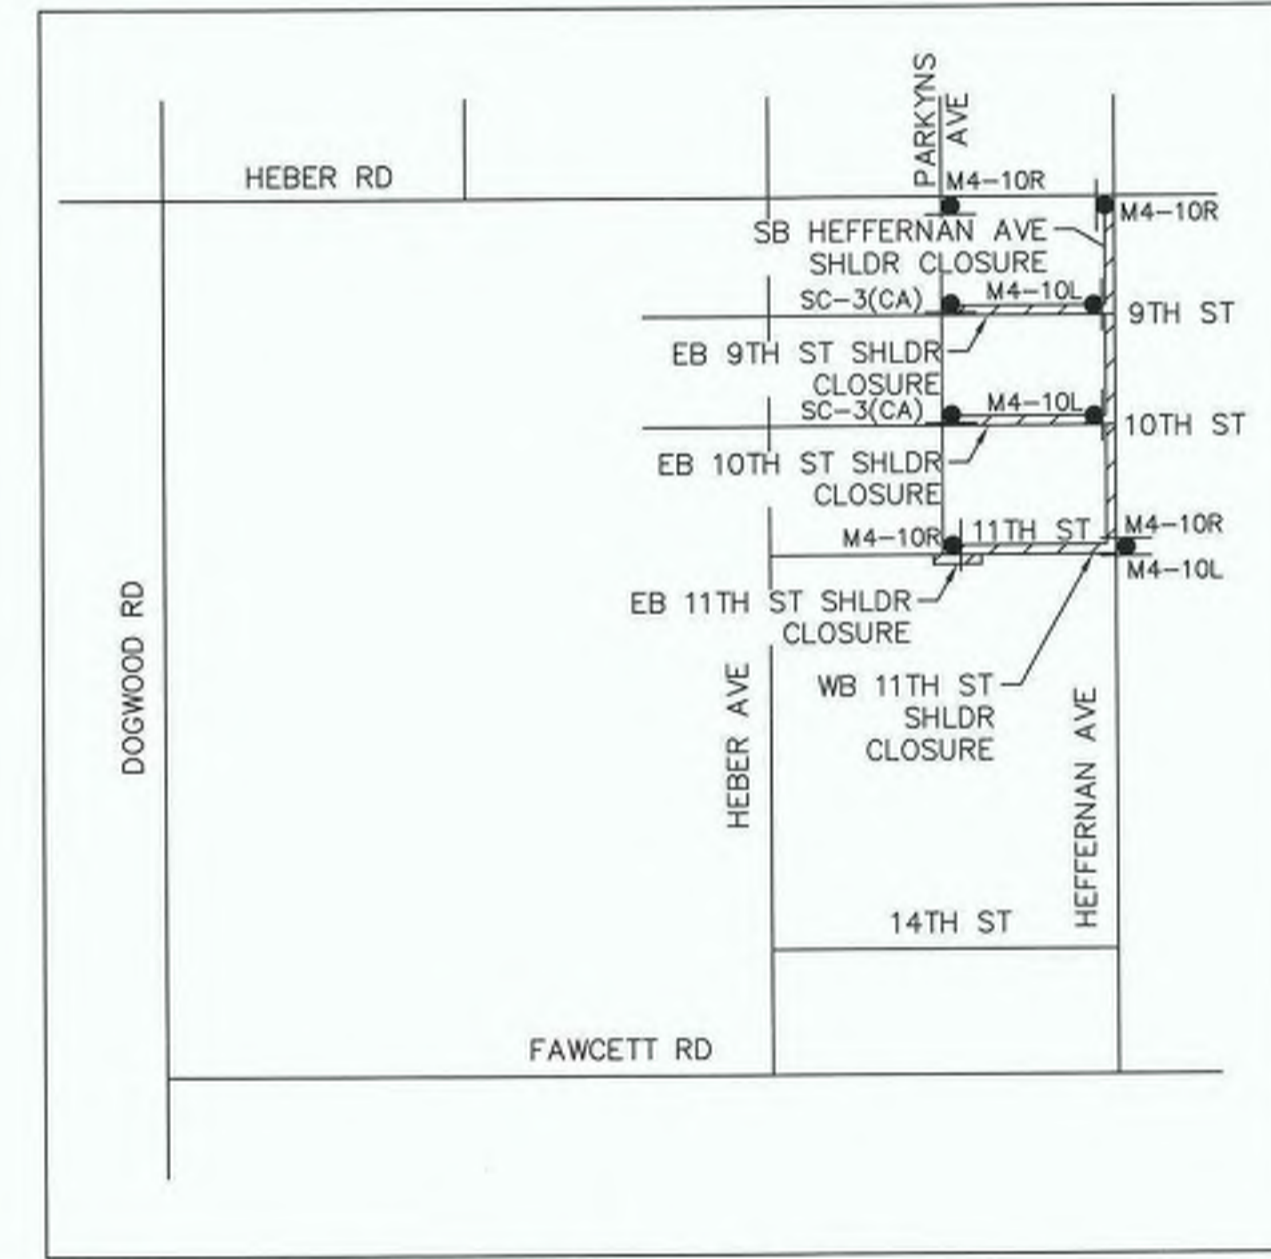 PARKYNS
AVE
HEBER RD
M4-10R
M4-10R
SB HEFFERNAN AVE
SHLDR CLOSURE
SC-3(CA)
M4-10L
9TH ST
EB 9TH ST SHLDR
CLOSURE
SC-3(CA)
M4-10L
10TH ST
EB 10TH ST SHLDR
CLOSURE
M4-10R
11TH ST
M4-10R
M4-10L
EB 11TH ST SHLDR
CLOSURE
WB 11TH ST
SHLDR
CLOSURE
DOGWOOD RD
HEBER AVE
HEFFERNAN AVE
14TH ST
FAWCETT RD